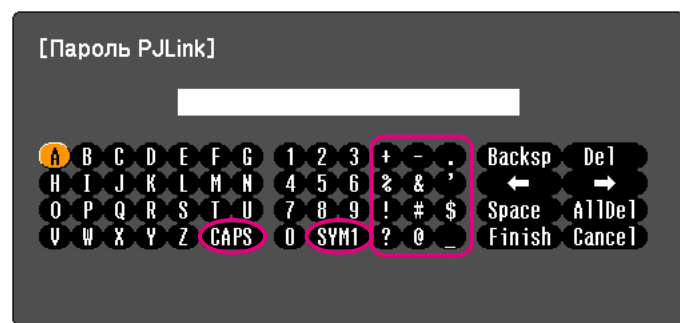 [Пароль PJLink]
A B C D E F G 1 2 3 + - . Backsp Del
H I J K L M N 4 5 6 % & ’ ← →
O P Q R S T U 7 8 9 ! # $ Space AllDel
V W X Y Z CAPS 0 SYM1 ? @ _ Finish Cancel